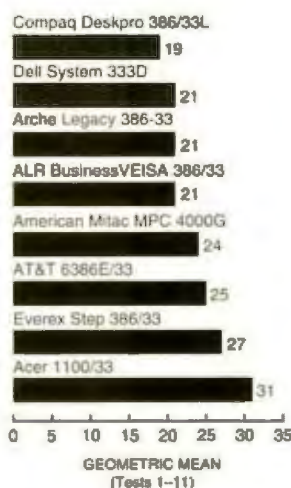 Compaq Deskpro 386/33L
19
Dell System 333D
21
Arche Legacy 386-33
21
ALR BusinessVEISA 386/33
21
American Mitac MPC 4000G
24
AT&T 6386E/33
25
Everex Step 386/33
27
Acer 1100/33
31
0 5 10 15 20 25 30 35
GEOMETRIC MEAN
(Tests 1–11)